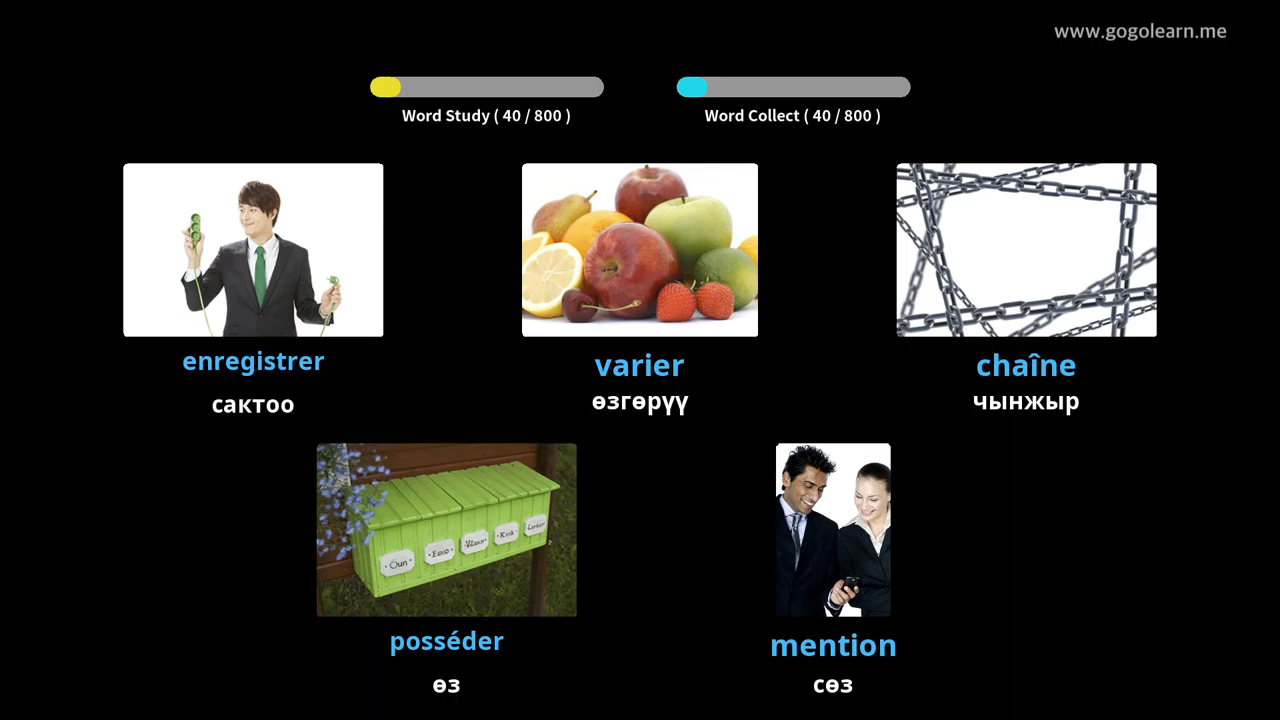 www.gogolearn.me
Word Study ( 40 / 800 )
Word Collect ( 40 / 800 )
enregistrer
сактоо
varier
өзгөрүү
chaîne
чынжыр
posséder
өз
mention
сөз